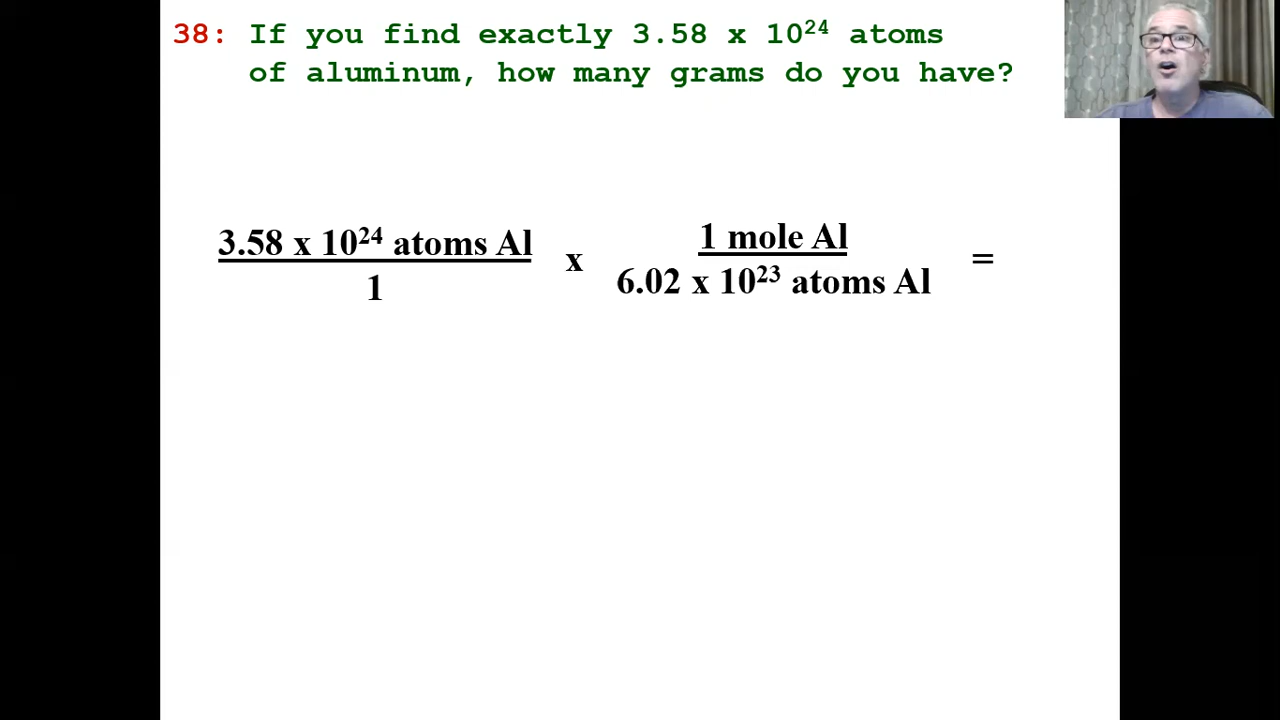 38: If you find exactly 3.58 x 10²⁴ atoms
of aluminum, how many grams do you have?
3.58 x 10²⁴ atoms Al
1
x
1 mole Al
6.02 x 10²³ atoms Al
=